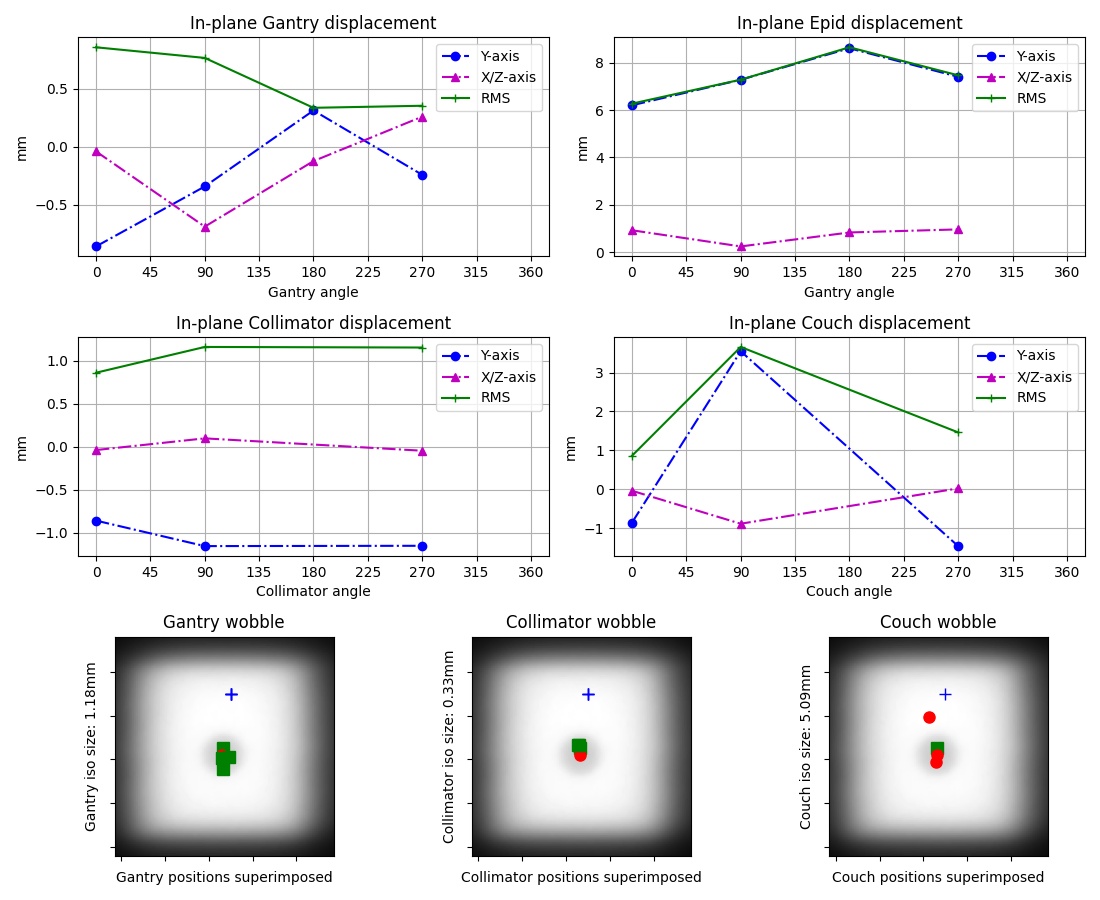 In-plane Gantry displacement
mm
0.5
0.0
−0.5
0 45 90 135 180 225 270 315 360
Gantry angle
Y-axis
X/Z-axis
RMS
In-plane Epid displacement
mm
8
6
4
2
0
0 45 90 135 180 225 270 315 360
Gantry angle
Y-axis
X/Z-axis
RMS
In-plane Collimator displacement
mm
1.0
0.5
0.0
−0.5
−1.0
0 45 90 135 180 225 270 315 360
Collimator angle
Y-axis
X/Z-axis
RMS
In-plane Couch displacement
mm
3
2
1
0
−1
0 45 90 135 180 225 270 315 360
Couch angle
Y-axis
X/Z-axis
RMS
Gantry wobble
Gantry iso size: 1.18mm
Gantry positions superimposed
Collimator wobble
Collimator iso size: 0.33mm
Collimator positions superimposed
Couch wobble
Couch iso size: 5.09mm
Couch positions superimposed